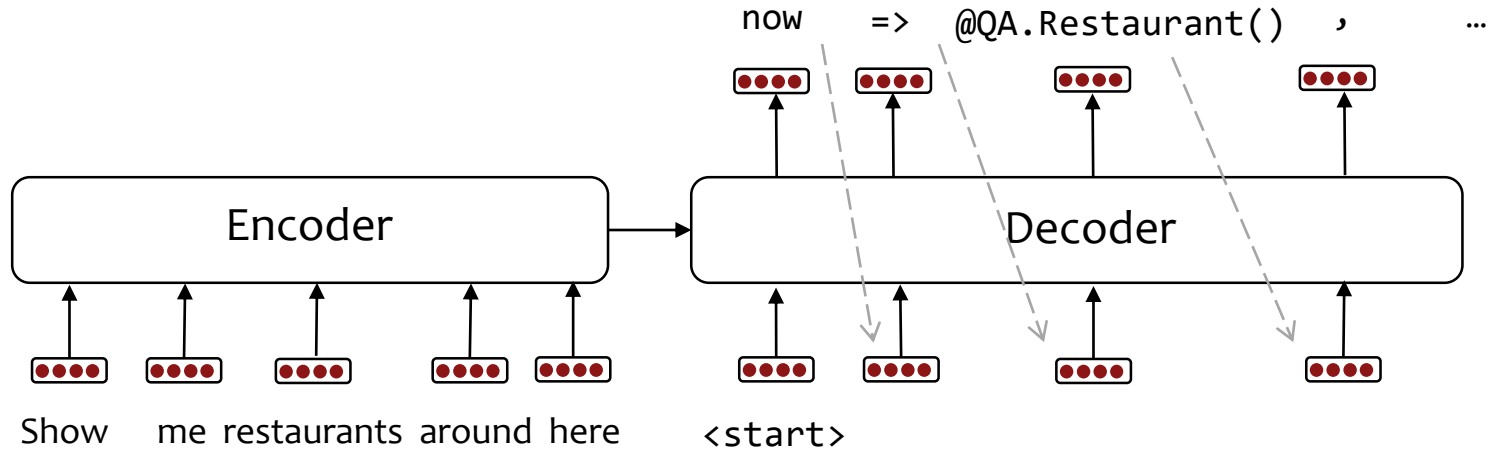 now => @QA.Restaurant() , …
Encoder
Decoder
Show me restaurants around here
<start>